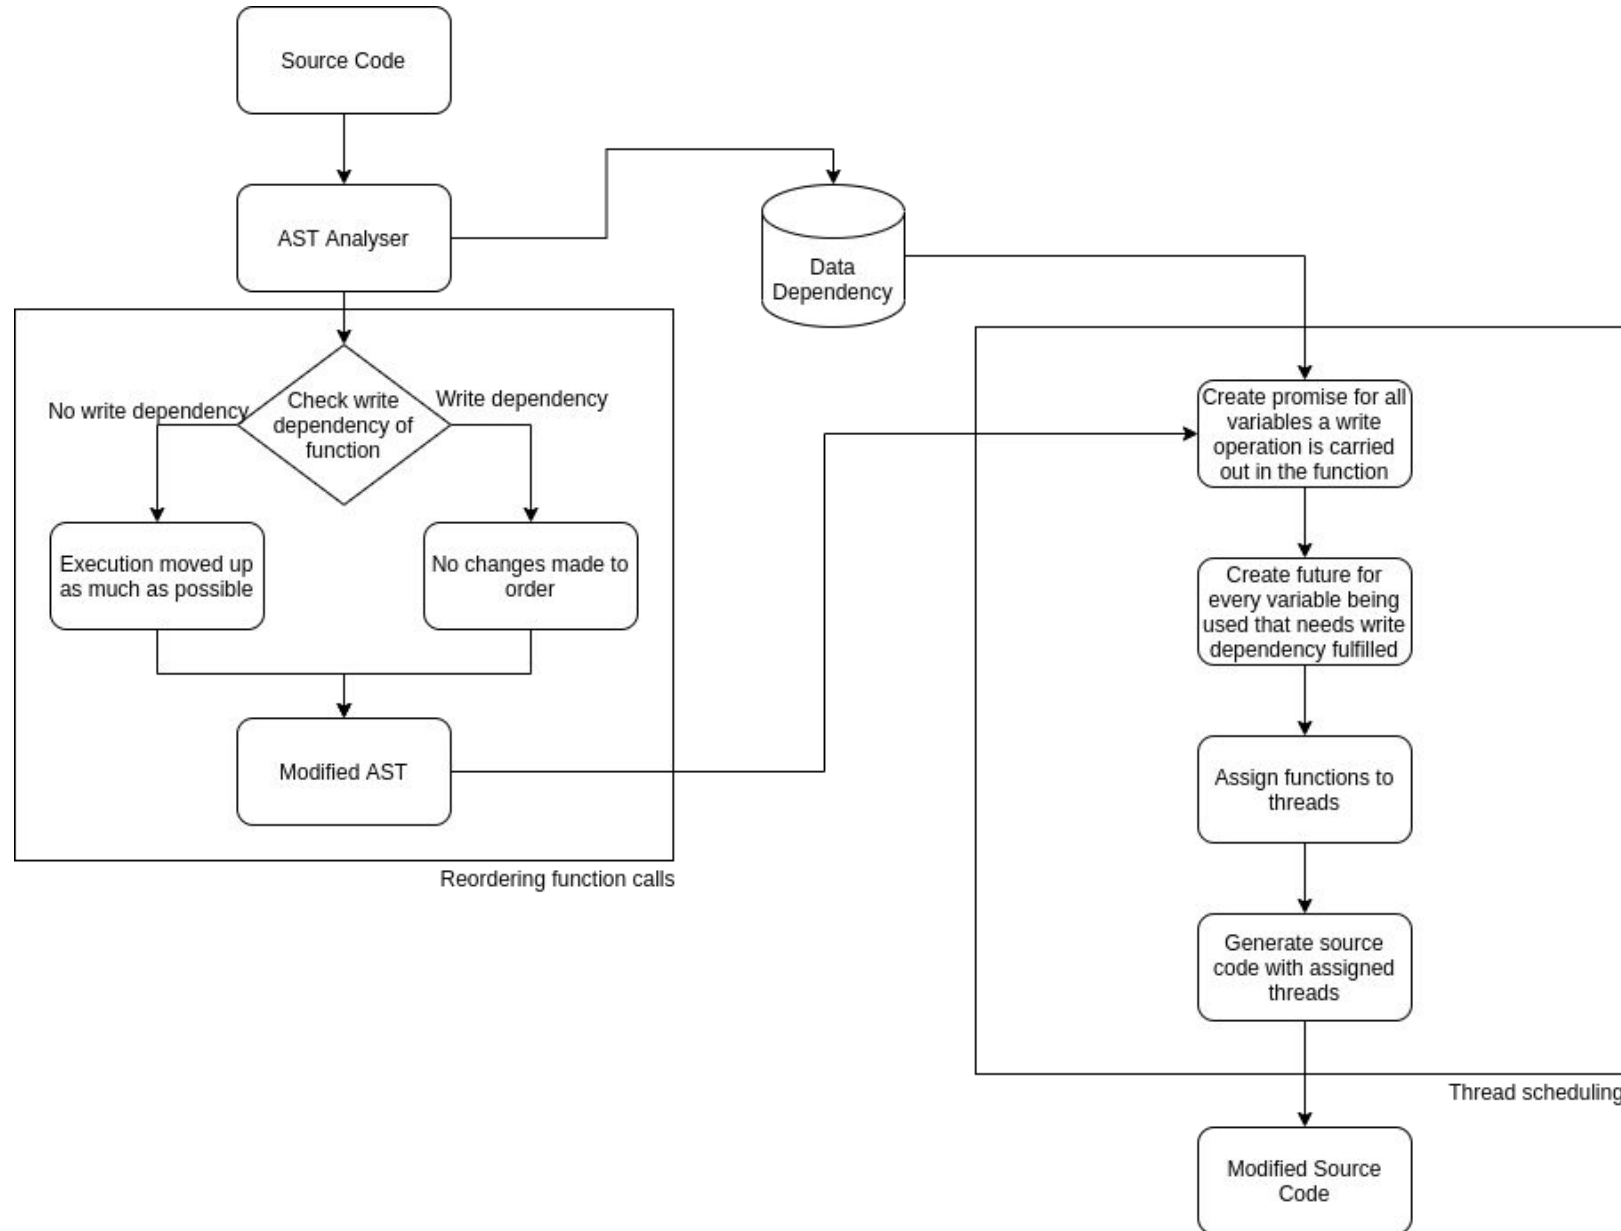 Source Code
AST Analyser
Data
Dependency
Check write
dependency of
function
No write dependency
Write dependency
Execution moved up
as much as possible
No changes made to
order
Modified AST
Reordering function calls
Create promise for all
variables a write
operation is carried
out in the function
Create future for
every variable being
used that needs write
dependency fulfilled
Assign functions to
threads
Generate source
code with assigned
threads
Thread scheduling
Modified Source
Code